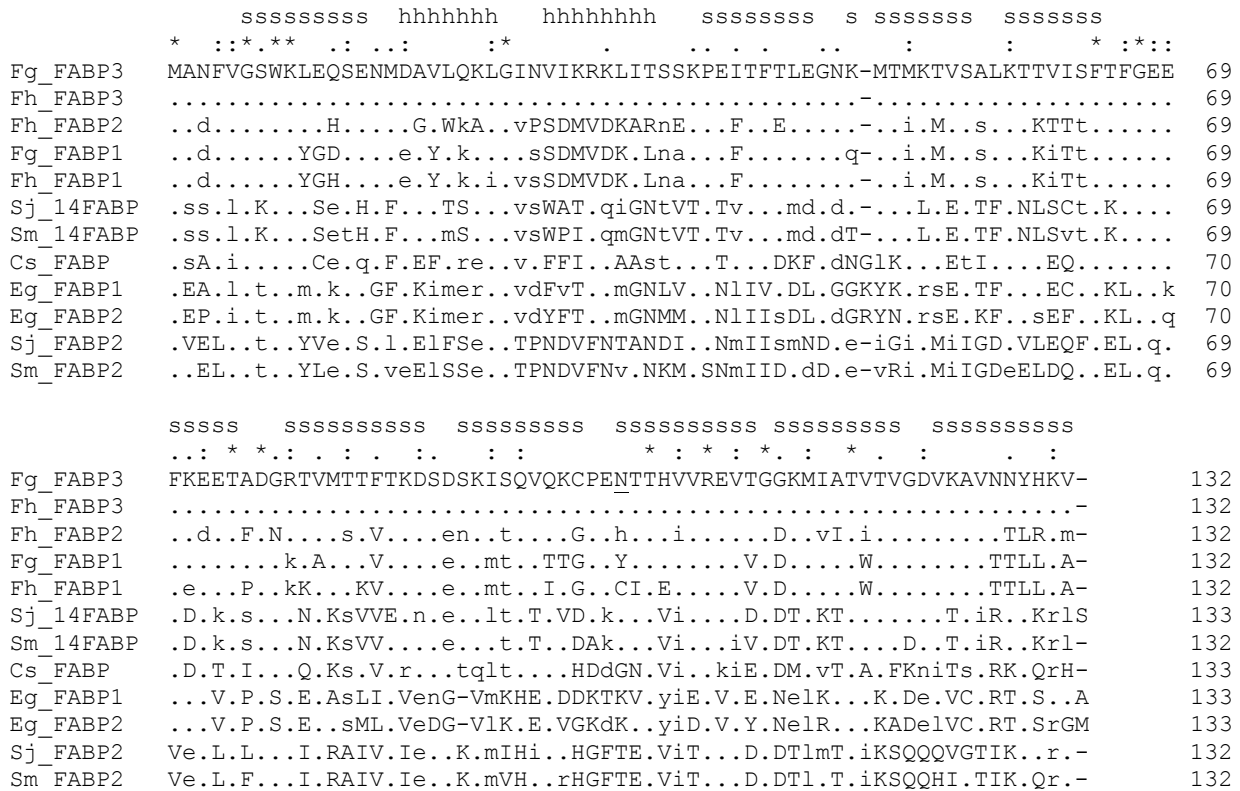 sssssssss hhhhhhh hhhhhhhh ssssssss s sssssss sssssss
* ::*.** .: ..: :* . .. . . .. : : * :*::
Fg_FABP3 MANFVGSWKLEQSENMDAVLQKLGINVIKRKLITSSKPEITFTLEGNK-MTMKTVSALKTTVISFTFGEE 69
Fh_FABP3 ................................................-..................... 69
Fh_FABP2 ..d........H.....G.WkA..vPSDMVDKARnE...F..E.....-..i.M..s...KTTt...... 69
Fg_FABP1 ..d.......YGD....e.Y.k....sSDMVDK.Lna...F.......q-..i.M..s...KiTt...... 69
Fh_FABP1 ..d.......YGH....e.Y.k.i.vsSDMVDK.Lna...F........-..i.M..s...KiTt...... 69
Sj_14FABP .ss.l.K...Se.H.F...TS...vsWAT.qiGNtVT.Tv...md.d.-...L.E.TF.NLSCt.K.... 69
Sm_14FABP .ss.l.K...SetH.F...mS...vsWPI.qmGNtVT.Tv...md.dT-...L.E.TF.NLSvt.K.... 69
Cs_FABP .sA.i.....Ce.q.F.EF.re..v.FFI..AAst...T...DKF.dNGlK...EtI....EQ....... 70
Eg_FABP1 .EA.l.t..m.k..GF.Kimer..vdFvT..mGNLV..NlIV.DL.GGKYK.rsE.TF...EC..KL..k 70
Eg_FABP2 .EP.i.t..m.k..GF.Kimer..vdYFT..mGNMM..NlIIsDL.dGRYN.rsE.KF..sEF..KL..q 70
Sj_FABP2 .VEL..t..YVe.S.l.ElFSe..TPNDVFNTANDI..NmIIsmND.e-iGi.MiIGD.VLEQF.EL.q. 69
Sm_FABP2 ..EL..t..YLe.S.veElSSe..TPNDVFNv.NKM.SNmIID.dD.e-vRi.MiIGDeELDQ..EL.q. 69
sssss ssssssssss sssssssss ssssssssss sssssssss ssssssssss
..: * *.: . : :. . : * : * : *. : * . : . :
Fg_FABP3 FKEETADGRTVMTTFTKDSDSKISQVQKCPENTTHVVREVTGGKMIATVTVGDVKAVNNYHKV- 132
Fh_FABP3 ...............................................................- 132
Fh_FABP2 ..d..F.N....s.V....en..t....G..h...i......D..vI.i.........TLR.m- 132
Fg_FABP1 ........k.A...V....e..mt..TTG..Y........V.D.....W........TTLL.A- 132
Fh_FABP1 .e...P..kK...KV....e..mt..I.G.CI.E......V.D.....W........TTLL.A- 132
Sj_14FABP .D.k.s...N.KsVVE.n.e..lt.T.VD.k...Vi....D.DT.KT.......T.iR..KrlS 133
Sm_14FABP .D.k.s...N.KsVV....e...t.T..DAk...Vi...iV.DT.KT....D..T.iR..Krl- 132
Cs_FABP .D.T.I...Q.Ks.V.r...tqlt....HDdGN.Vi..kiE.DM.vT.A.FKniTs.RK.QrH- 133
Eg_FABP1 ...V.P.S.E.AsLI.VenG-VmKHE.DDKTKV.yiE.V.E.NelK...K.De.VC.RT.S..A 133
Eg_FABP2 ...V.P.S.E..sML.VeDG-VlK.E.VGKdK..yiD.V.Y.NelR...KADelVC.RT.SrGM 133
Sj_FABP2 Ve.L.L...I.RAIV.Ie..K.mIHi..HGFTE.ViT...D.DTlmT.iKSQQQVGTIK..r.- 132
Sm_FABP2 Ve.L.F...I.RAIV.Ie..K.mVH..rHGFTE.ViT...D.DTl.T.iKSQQHI.TIK.Qr.- 132